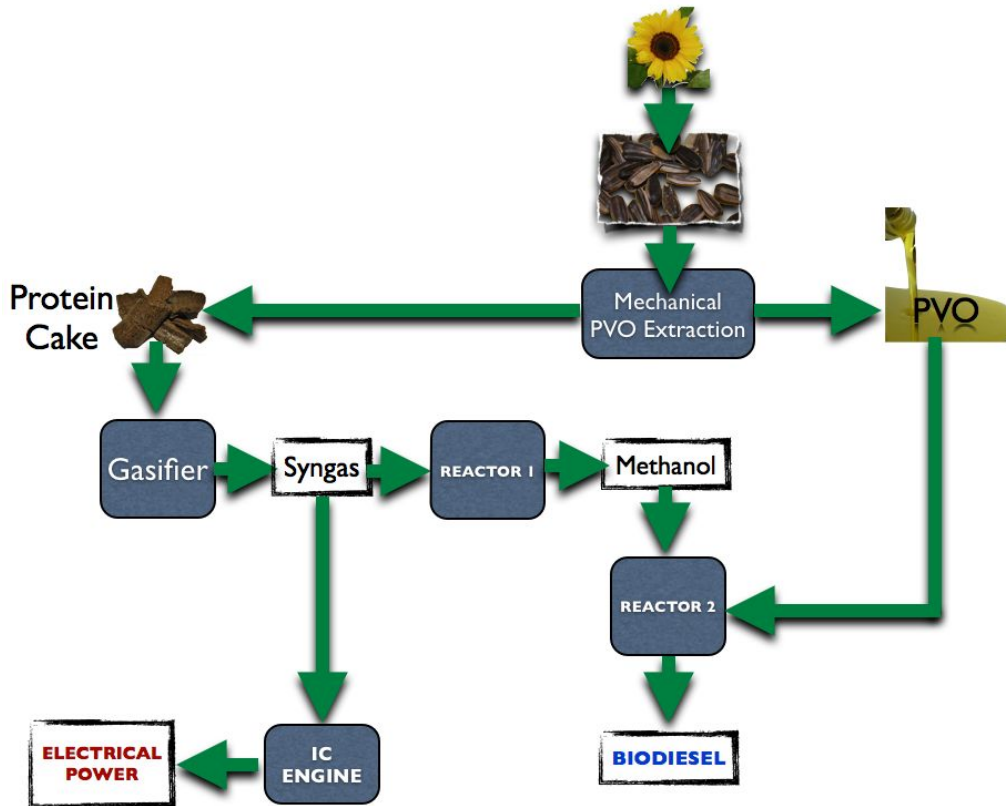 Mechanical
PVO Extraction
Protein
Cake
PVO
Gasifier
Syngas
REACTOR 1
Methanol
REACTOR 2
IC
ENGINE
ELECTRICAL
POWER
BIODIESEL